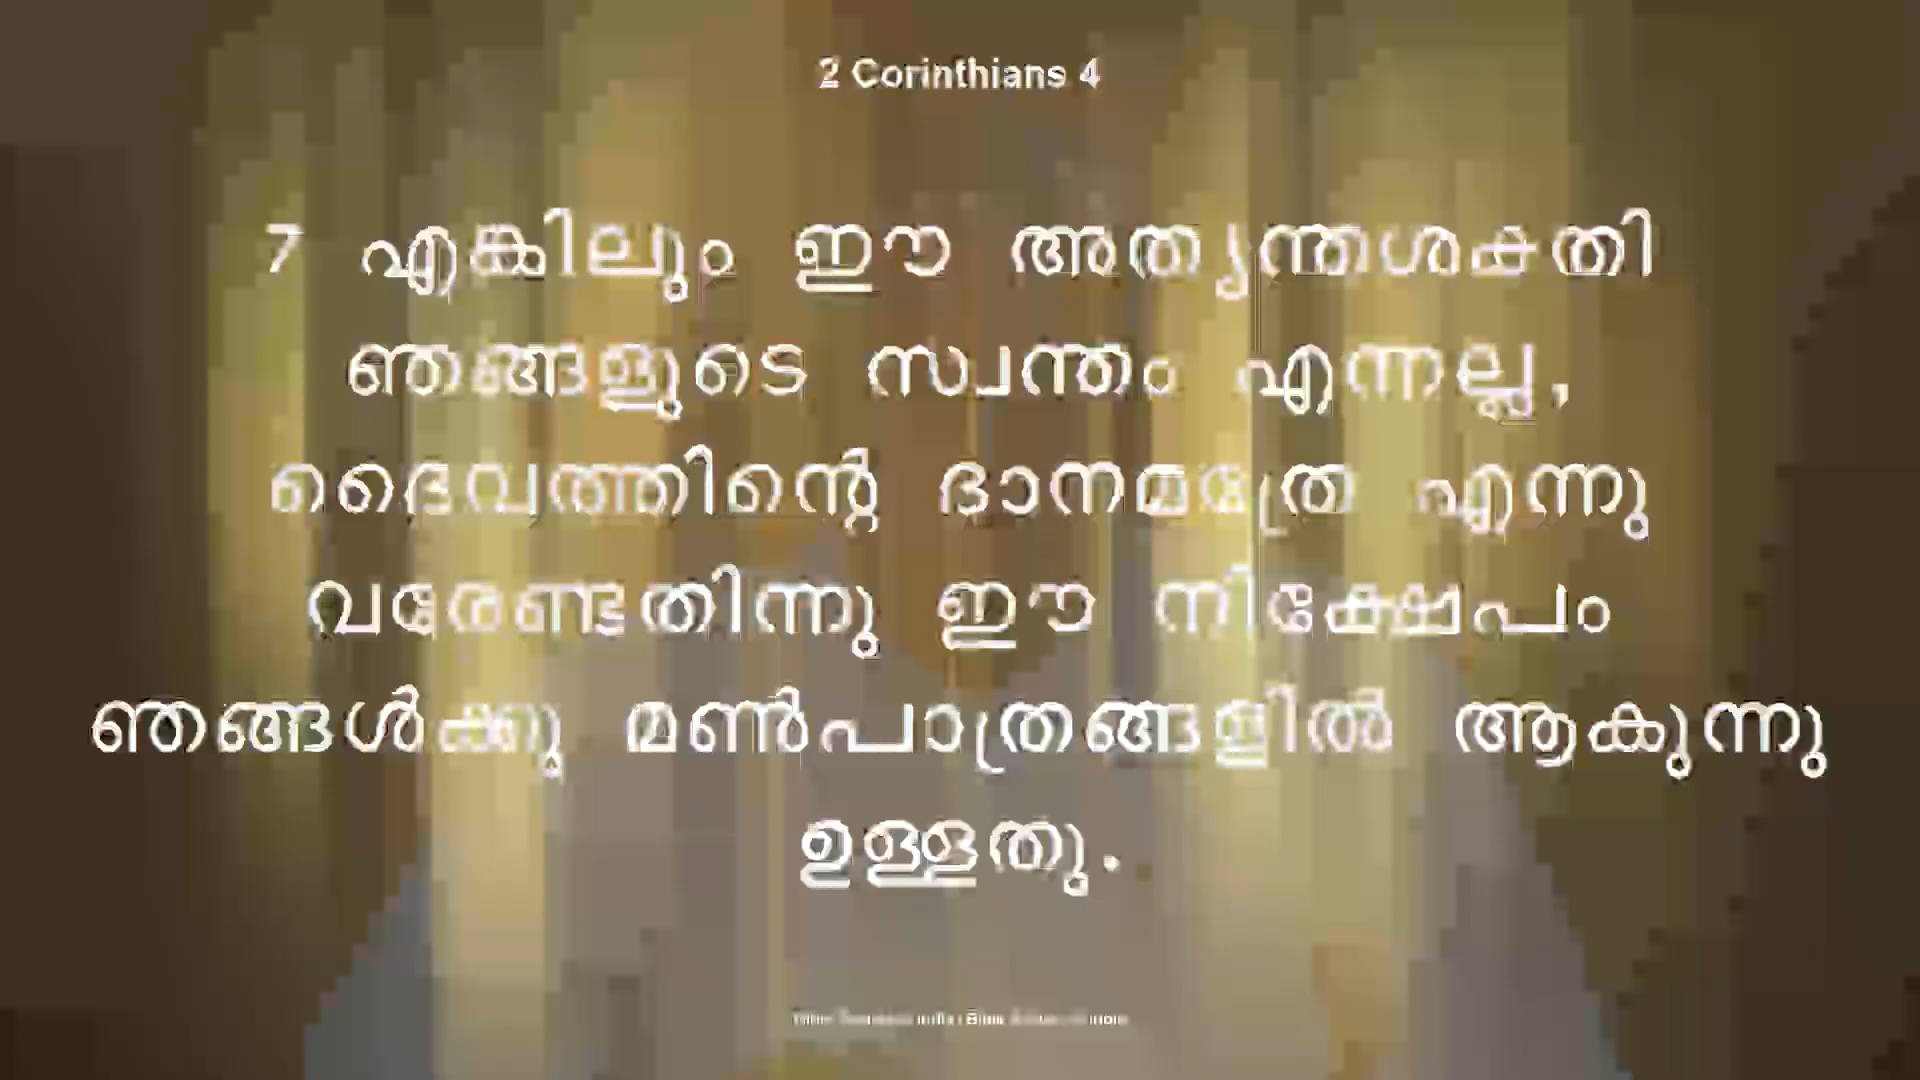 2 Corinthians 4
7 എങ്കിലും ഈ അത്യന്തശക്തി
ഞങ്ങളുടെ സ്വന്തം എന്നല്ല,
ദൈവത്തിന്റെ ദാനമത്രേ എന്നു
വരേണ്ടതിന്നു ഈ നിക്ഷേപം
ഞങ്ങൾക്കു മൺപാത്രങ്ങളിൽ ആകുന്നു
ഉള്ളതു.